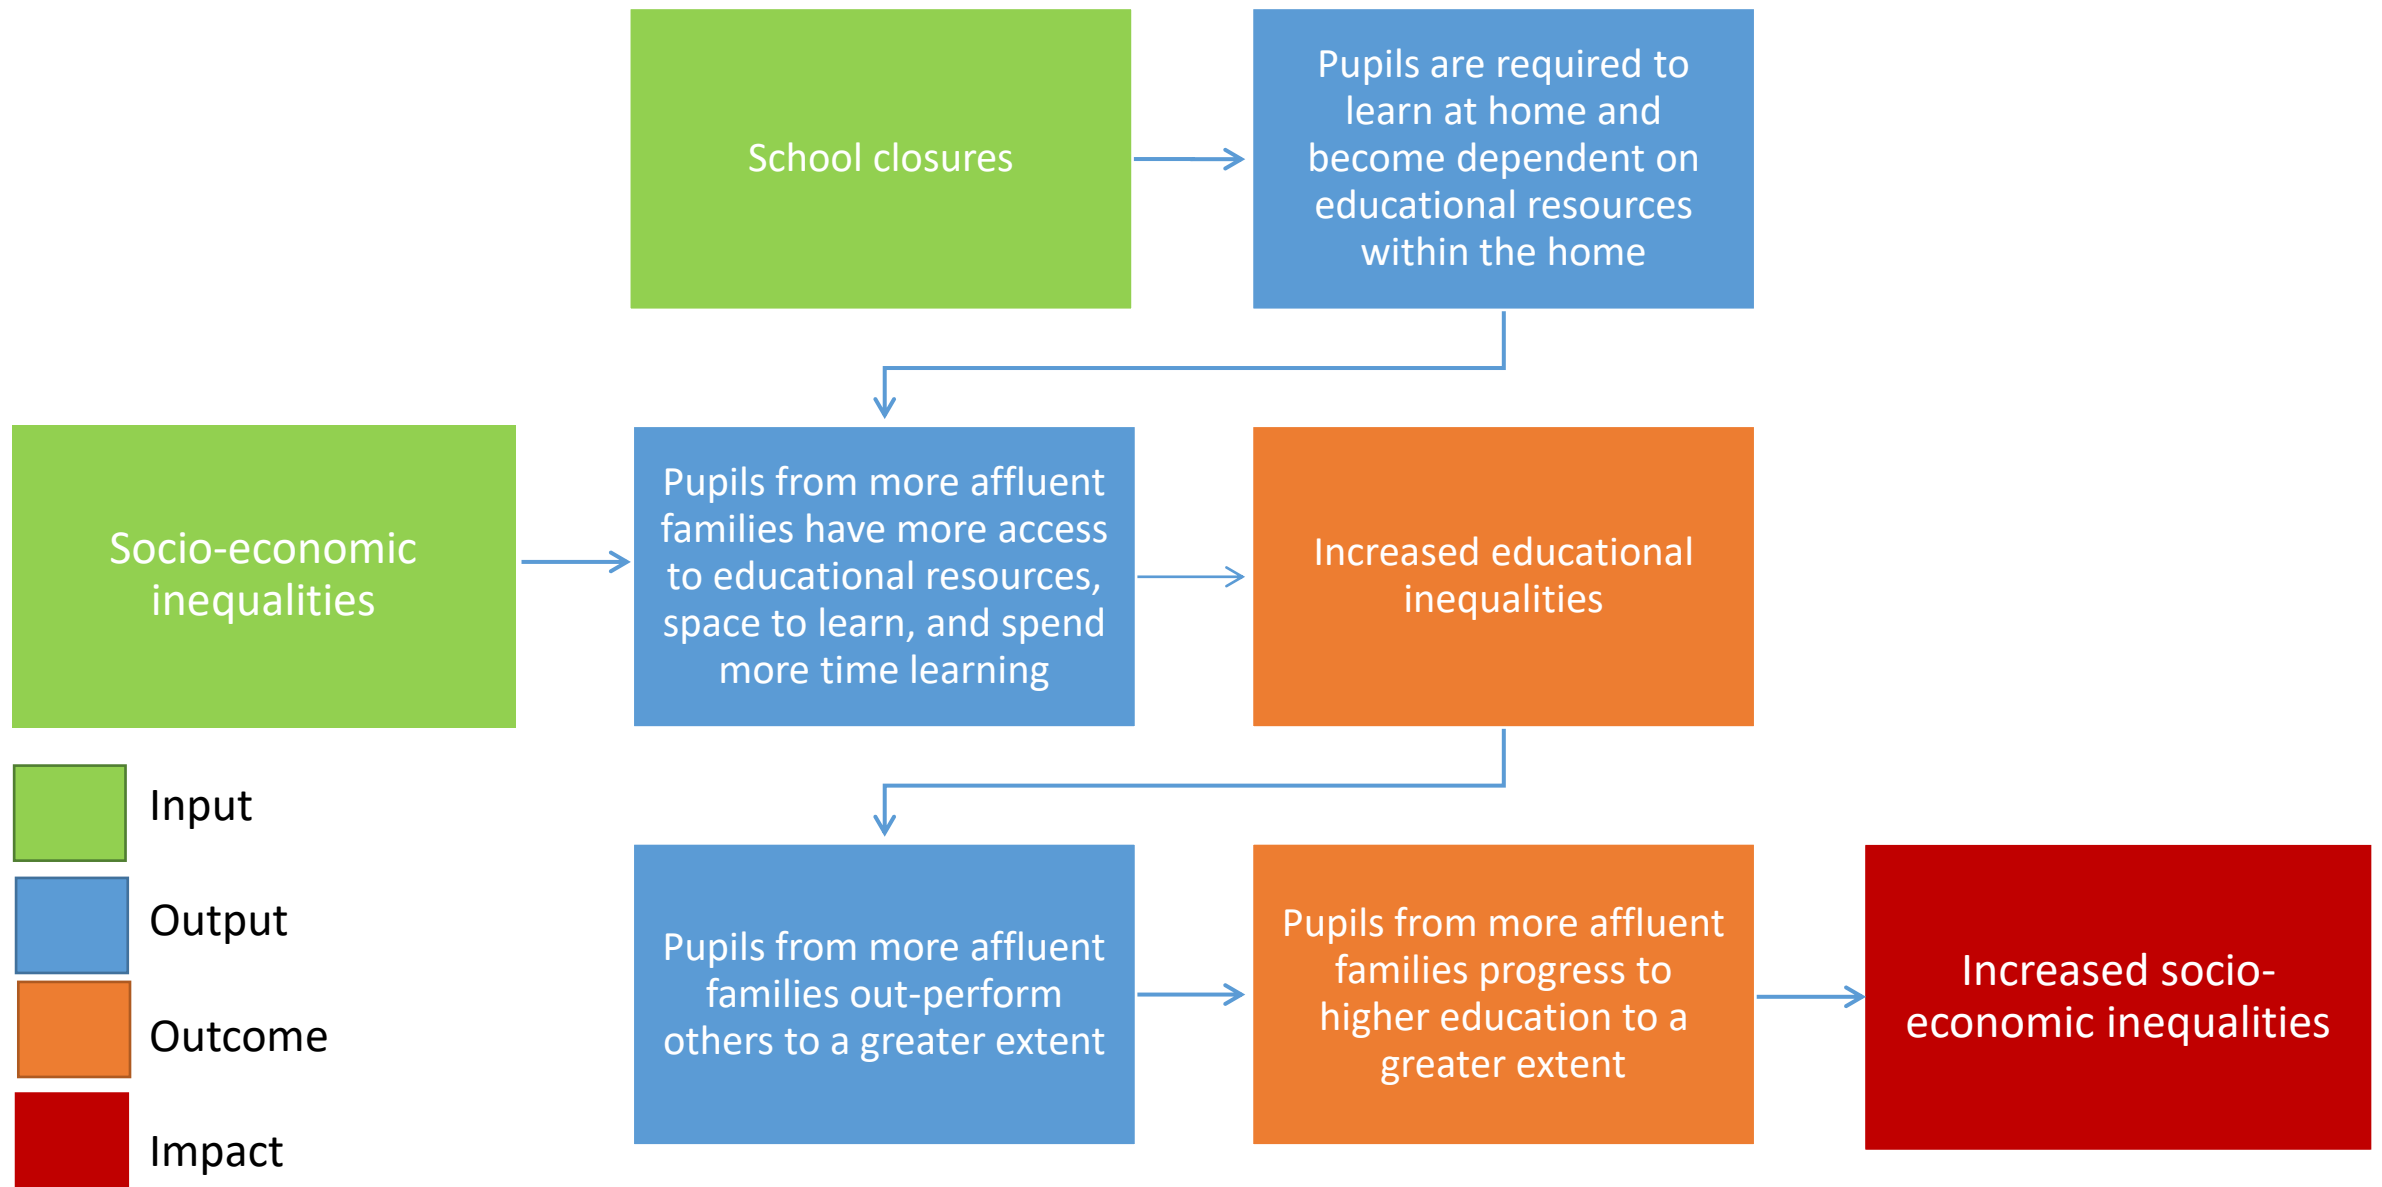 School closures
Pupils are required to
learn at home and
become dependent on
educational resources
within the home
Socio-economic
inequalities
Pupils from more affluent
families have more access
to educational resources,
space to learn, and spend
more time learning
Increased educational
inequalities
Input
Output
Outcome
Impact
Pupils from more affluent
families out-perform
others to a greater extent
Pupils from more affluent
families progress to
higher education to a
greater extent
Increased socio-
economic inequalities